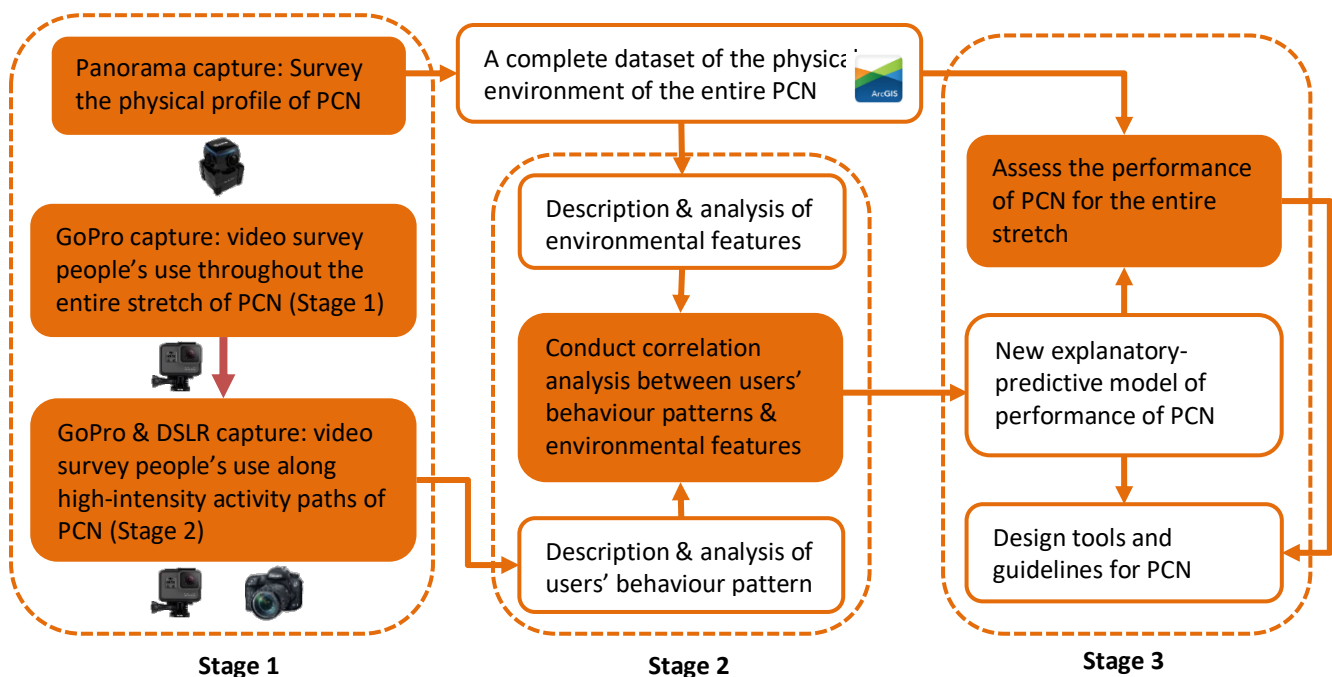 Panorama capture: Survey
the physical profile of PCN
GoPro capture: video survey
people’s use throughout the
entire stretch of PCN (Stage 1)
GoPro & DSLR capture: video
survey people’s use along
high-intensity activity paths of
PCN (Stage 2)
Stage 1
A complete dataset of the physical
environment of the entire PCN
ArcGIS
Description & analysis of
environmental features
Conduct correlation
analysis between users’
behaviour patterns &
environmental features
Description & analysis of
users’ behaviour pattern
Stage 2
Assess the performance
of PCN for the entire
stretch
New explanatory-
predictive model of
performance of PCN
Design tools and
guidelines for PCN
Stage 3